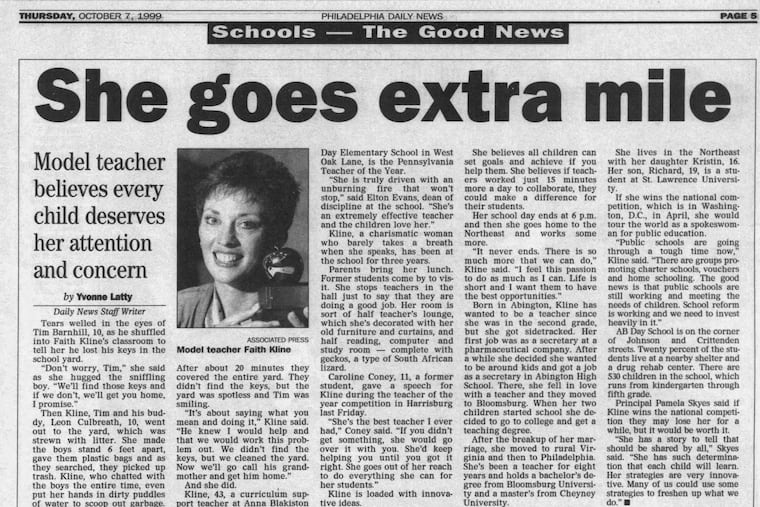 THURSDAY, OCTOBER 7, 1999
PHILADELPHIA DAILY NEWS
PAGE 5
Schools — The Good News
She goes extra mile
Model teacher
believes every
child deserves
her attention
and concern
by Yvonne Latty
Daily News Staff Writer
Tears welled in the eyes of
Tim Barnhill, 10, as he shuffled
into Faith Kline's classroom to
tell her he lost his keys in the
school yard.
"Don't worry, Tim," she said
as she hugged the sniffling
boy. "We'll find those keys and
if we don't, we'll get you home,
I promise."
Then Kline, Tim and his bud-
dy, Leon Culbreath, 10, went
out to the yard, which was
strewn with litter. She made
the boys stand 6 feet apart,
gave them plastic bags and as
they searched, they picked up
trash. Kline, who chatted with
the boys the entire time, even
put her hands in dirty puddles
of water to scoop out garbage.
ASSOCIATED PRESS
Model teacher Faith Kline
After about 20 minutes they
covered the entire yard. They
didn't find the keys, but the
yard was spotless and Tim was
smiling.
"It's about saying what you
mean and doing it," Kline said.
"He knew I would help and
that we would work this prob-
lem out. We didn't find the
keys, but we cleaned the yard.
Now we'll go call his grand-
mother and get him home."
And she did.
Kline, 43, a curriculum sup-
port teacher at Anna Blakiston
Day Elementary School in West
Oak Lane, is the Pennsylvania
Teacher of the Year.
"She is truly driven with an
unburning fire that won't
stop," said Elton Evans, dean of
discipline at the school. "She's
an extremely effective teacher
and the children love her."
Kline, a charismatic woman
who barely takes a breath
when she speaks, has been at
the school for three years.
Parents bring her lunch.
Former students come by to vis-
it. She stops teachers in the
hall just to say that they are
doing a good job. Her room is
sort of half teacher's lounge,
which she's decorated with her
old furniture and curtains, and
half reading, computer and
study room — complete with
geckos, a type of South African
lizard.
Caroline Coney, 11, a former
student, gave a speech for
Kline during the teacher of the
year competition in Harrisburg
last Friday.
"She's the best teacher I ever
had," Coney said. "If you didn't
get something, she would go
over it with you. She'd keep
helping you until you got it
right. She goes out of her reach
to do everything she can for
her students."
Kline is loaded with innova-
tive ideas.
She believes all children can
set goals and achieve if you
help them. She believes if teach-
ers worked just 15 minutes
more a day to collaborate, they
could make a difference for
their students.
Her school day ends at 6 p.m.
and then she goes home to the
Northeast and works some
more.
"It never ends. There is so
much more that we can do,"
Kline said. "I feel this passion
to do as much as I can. Life is
short and I want them to have
the best opportunities."
Born in Abington, Kline has
wanted to be a teacher since
she was in the second grade,
but she got sidetracked. Her
first job was as a secretary at a
pharmaceutical company. After
a while she decided she wanted
to be around kids and got a job
as a secretary in Abington High
School. There, she fell in love
with a teacher and they moved
to Bloomsburg. When her two
children started school she de-
cided to go to college and get a
teaching degree.
After the breakup of her mar-
riage, she moved to rural Vir-
ginia and then to Philadelphia.
She's been a teacher for eight
years and holds a bachelor's de-
gree from Bloomsburg Universi-
ty and a master's from Cheyney
University.
She lives in the Northeast
with her daughter Kristin, 16.
Her son, Richard, 19, is a stu-
dent at St. Lawrence Universi-
ty.
If she wins the national com-
petition, which is in Washing-
ton, D.C., in April, she would
tour the world as a spokeswom-
an for public education.
"Public schools are going
through a tough time now,"
Kline said. "There are groups pro-
moting charter schools, vouchers
and home schooling. The good
news is that public schools are
still working and meeting the
needs of children. School reform
is working and we need to invest
heavily in it."
AB Day School is on the corner
of Johnson and Crittenden
streets. Twenty percent of the stu-
dents live at a nearby shelter and
a drug rehab center. There are
530 children in the school, which
runs from kindergarten through
fifth grade.
Principal Pamela Skyes said if
Kline wins the national competi-
tion they may lose her for a
while, but it would be worth it.
"She has a story to tell that
should be shared by all," Skyes
said. "She has such determina-
tion that each child will learn.
Her strategies are very innova-
tive. Many of us could use some
strategies to freshen up what we
do."